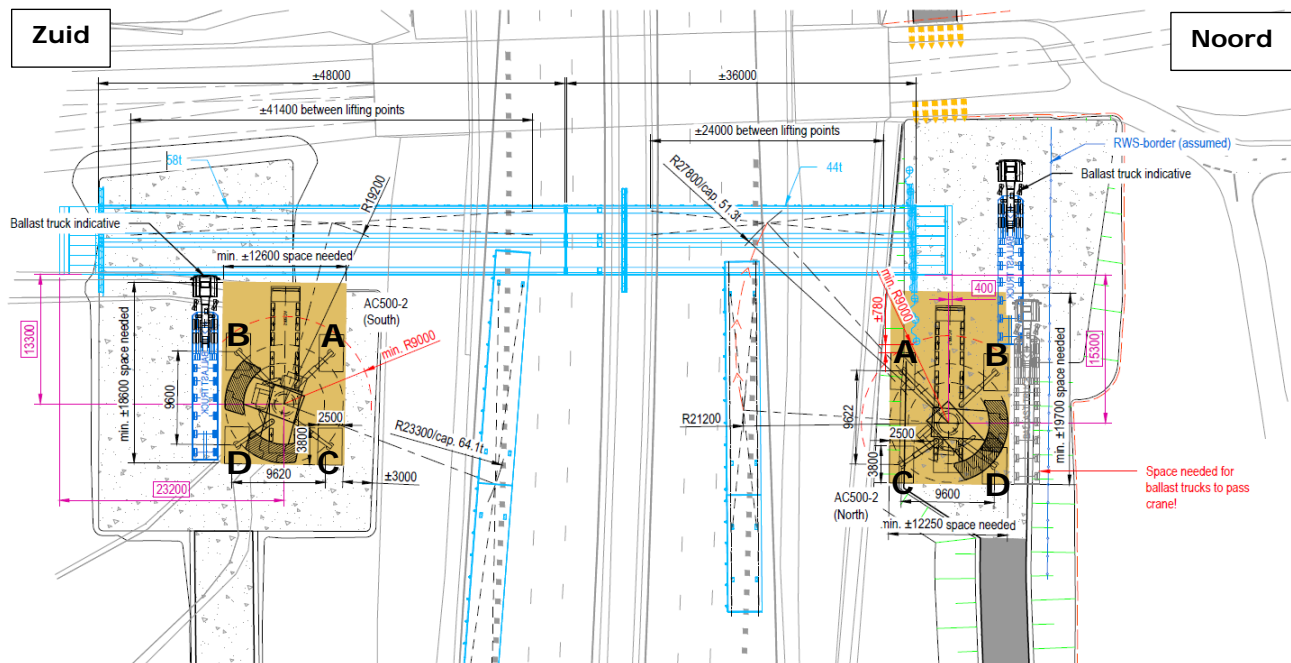 Zuid
Noord
±48000
±36000
±41400 between lifting points
±24000 between lifting points
58t
44t
RWS-border (assumed)
Ballast truck indicative
R19200
R27800/cap. 51.3t
Ballast truck indicative
min. ±12600 space needed
AC500-2
(South)
BALLAST TRUCK
BALLAST TRUCK
400
±780
min. R9000
13300
min. ±18600 space needed
B
A
min. R9000
A
B
15300
9600
9622
min. ±19700 space needed
2500
3800
R23300/cap. 64.1t
R21200
2500
3800
D
C
9620
±3000
C
D
9600
23200
AC500-2
(North)
min. ±12250 space needed
Space needed for
ballast trucks to pass
crane!